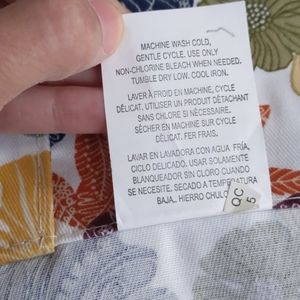 MACHINE WASH COLD,
GENTLE CYCLE. USE ONLY
NON-CHLORINE BLEACH WHEN NEEDED.
TUMBLE DRY LOW. COOL IRON.
LAVER À FROID EN MACHINE, CYCLE
DÉLICAT. UTILISER UN PRODUIT DÉTACHANT
SANS CHLORE SI NÉCESSAIRE.
SÉCHER EN MACHINE SUR CYCLE
DÉLICAT. FER FRAIS.
LAVAR EN LAVADORA CON AGUA FRÍA,
CICLO DELICADO. USAR SOLAMENTE
BLANQUEADOR SIN CLORO CUANDO
SE NECESITE. SECADO A TEMPERATURA
BAJA. HIERRO
QC
5